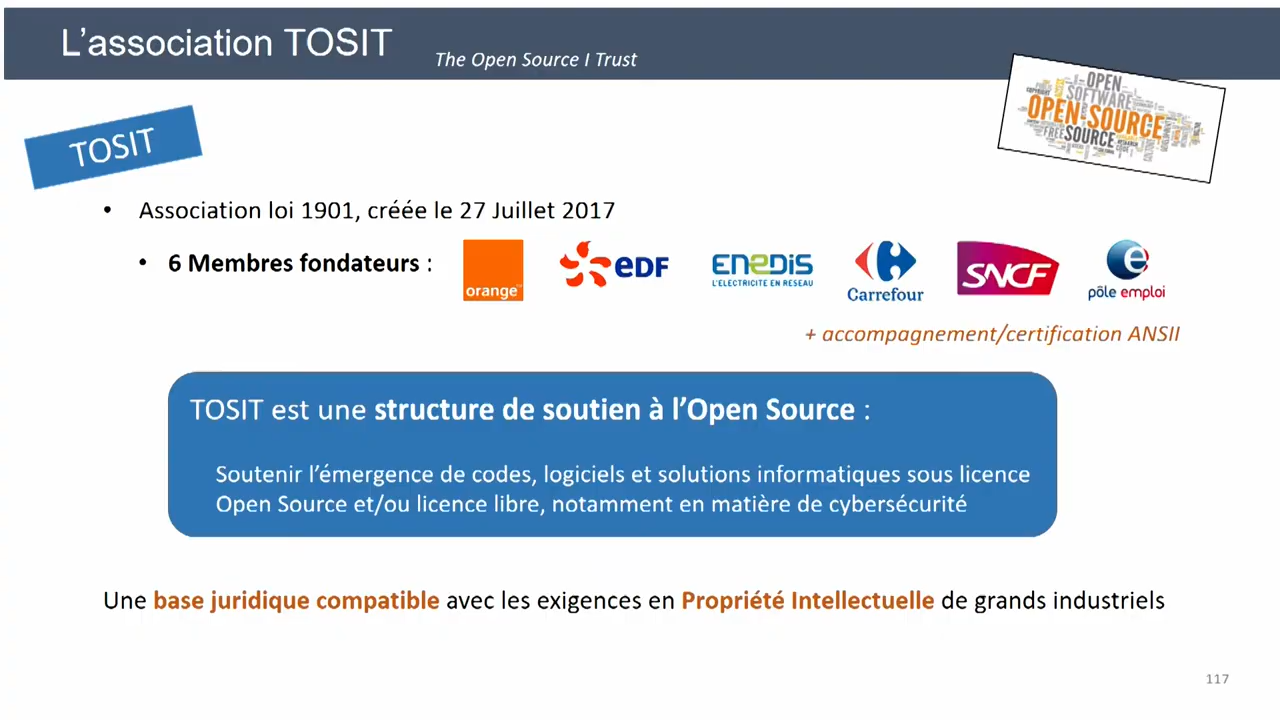 L'association TOSIT
The Open Source I Trust
OPEN
SOFTWARE
OPEN-SOURCE
FREE SOURCE
TOSIT
• Association loi 1901, créée le 27 Juillet 2017
• 6 Membres fondateurs :
orange™
eDF
ENEDIS
L'ELECTRICITE EN RESEAU
Carrefour
SNCF
e
pôle emploi
+ accompagnement/certification ANSII
TOSIT est une structure de soutien à l'Open Source :
Soutenir l'émergence de codes, logiciels et solutions informatiques sous licence
Open Source et/ou licence libre, notamment en matière de cybersécurité
Une base juridique compatible avec les exigences en Propriété Intellectuelle de grands industriels
117